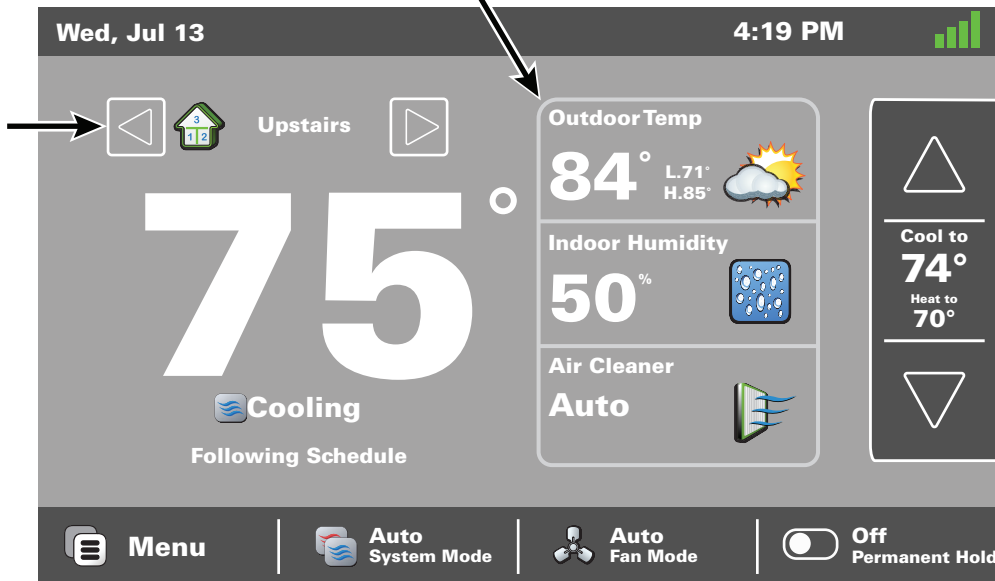 Wed, Jul 13
4:19 PM
3
1 2
Upstairs
75°
Cooling
Following Schedule
Outdoor Temp
84°
L.71°
H.85°
Indoor Humidity
50%
Air Cleaner
Auto
Cool to
74°
Heat to
70°
Menu
Auto
System Mode
Auto
Fan Mode
Off
Permanent Hold